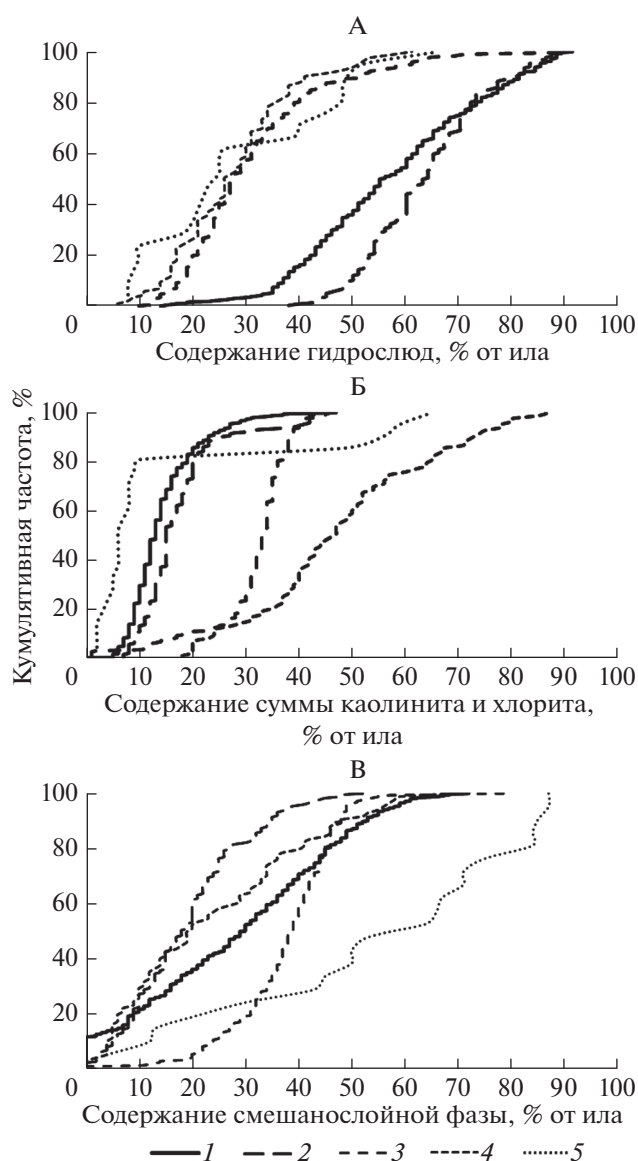 А
100
80
60
40
20
0 10 20 30 40 50 60 70 80 90 100
Содержание гидрослюд, % от ила
Б
Кумулятивная частота, %
100
80
60
40
20
0 10 20 30 40 50 60 70 80 90 100
Содержание суммы каолинита и хлорита,
% от ила
В
100
80
60
40
20
0 10 20 30 40 50 60 70 80 90 100
Содержание смешанослойной фазы, % от ила
1 2 3 4 5